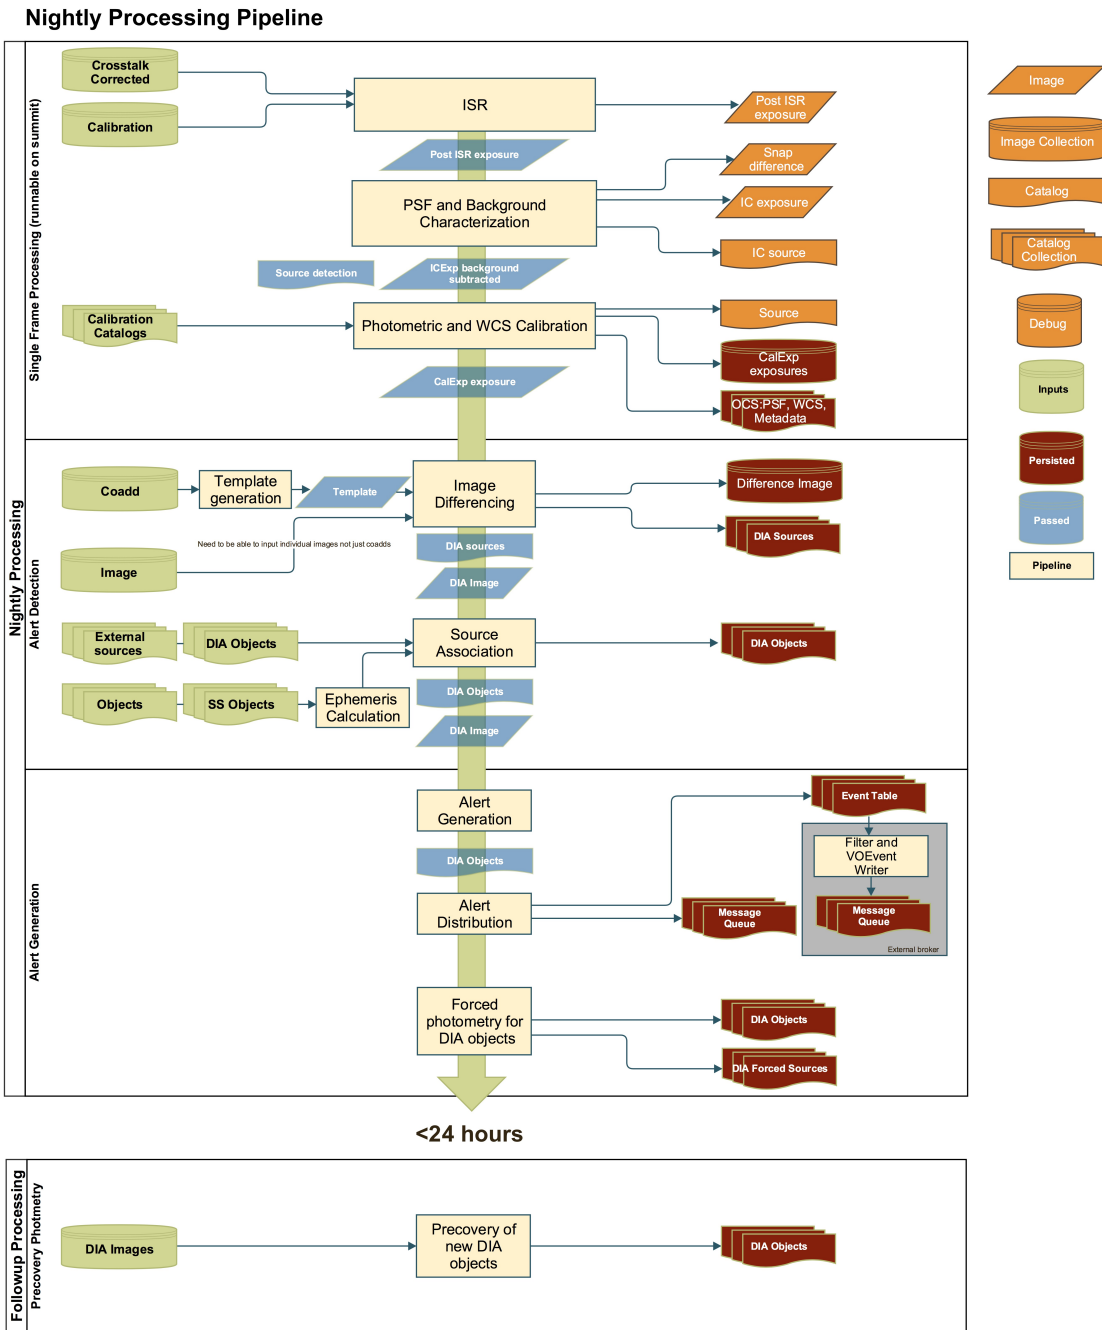 Nightly Processing Pipeline
Nightly Processing
Single Frame Processing (runnable on summit)
Crosstalk
Corrected
Calibration
ISR
Post ISR
exposure
Post ISR exposure
Snap
difference
PSF and Background
Characterization
IC exposure
IC source
Source detection
ICExp background
subtracted
Calibration
Catalogs
Photometric and WCS Calibration
Source
CalExp
exposures
CalExp exposure
OCS:PSF, WCS,
Metadata
Alert Detection
Coadd
Template
generation
Template
Image
Differencing
Difference Image
Need to be able to input individual images not just coadds
DIA Sources
DIA sources
Image
DIA Image
External
sources
DIA Objects
Source
Association
DIA Objects
Objects
SS Objects
Ephemeris
Calculation
DIA Objects
DIA Image
Alert Generation
Alert
Generation
Event Table
DIA Objects
Filter and
VOEvent
Writer
Alert
Distribution
Message
Queue
Message
Queue
External broker
Forced
photometry for
DIA objects
DIA Objects
DIA Forced Sources
<24 hours
Followup Processing
Precovery Photmetry
DIA Images
Precovery of
new DIA
objects
DIA Objects
Image
Image Collection
Catalog
Catalog
Collection
Debug
Inputs
Persisted
Passed
Pipeline